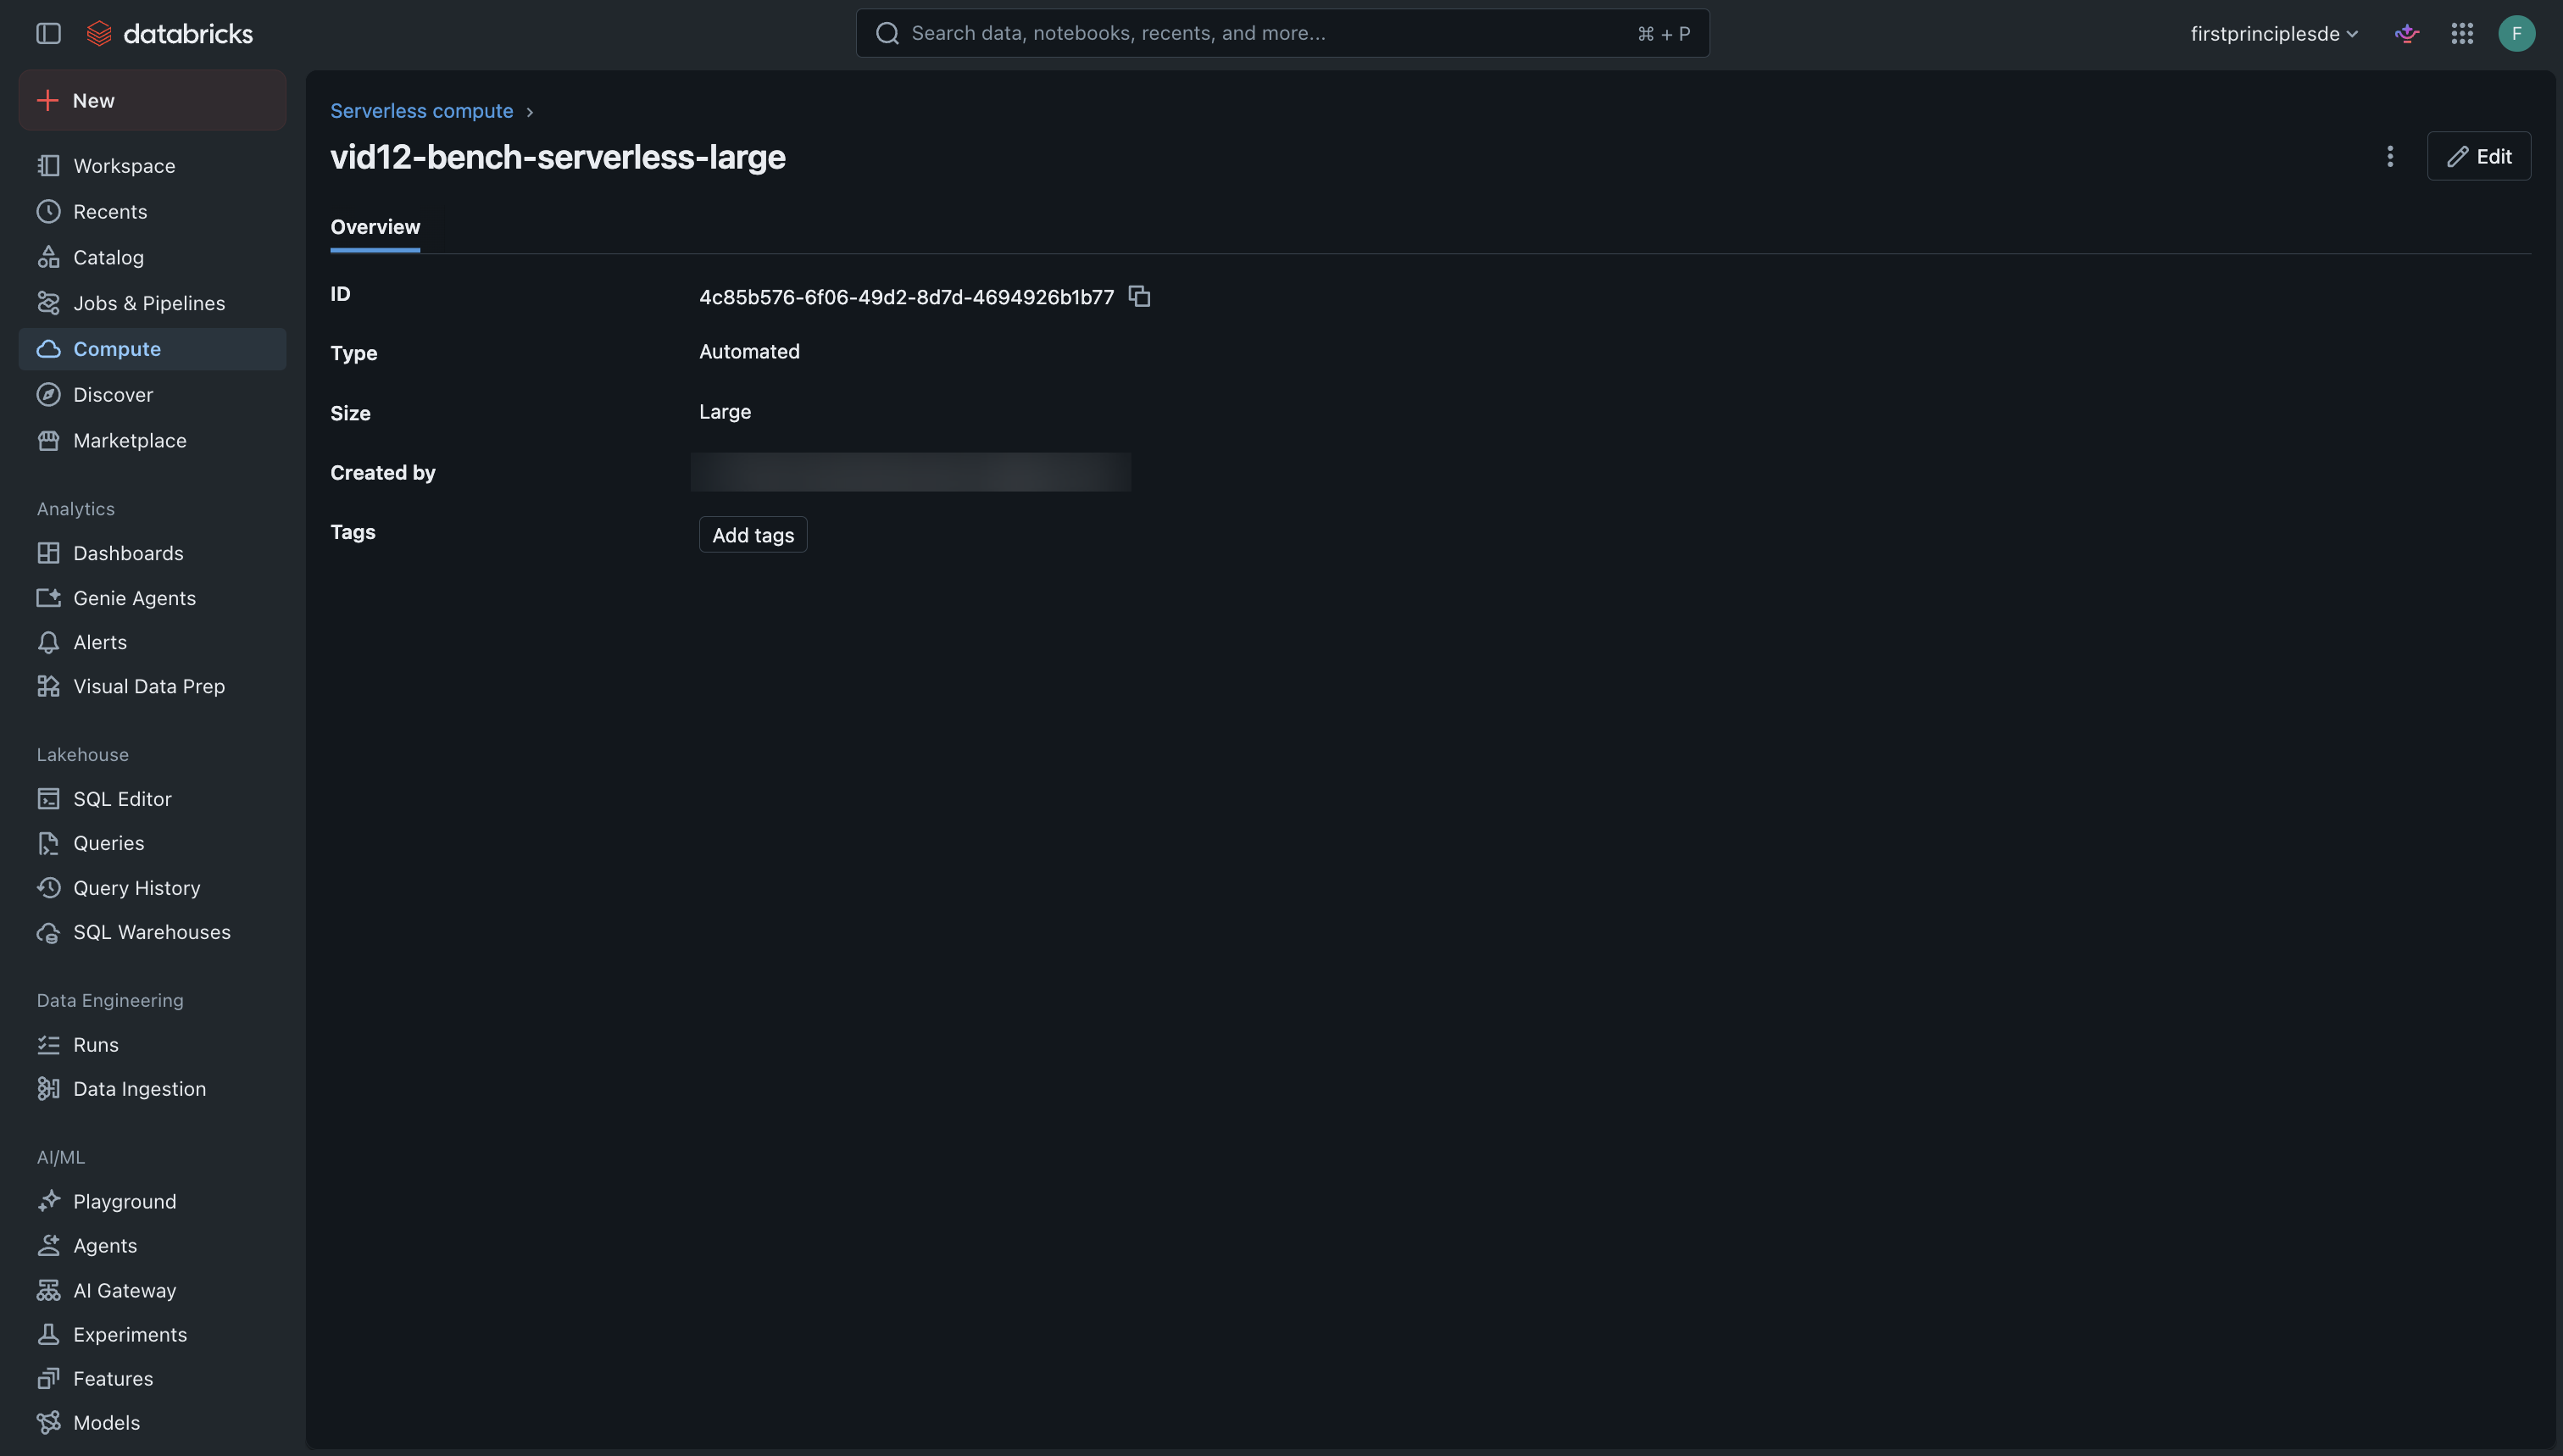 databricks
Search data, notebooks, recents, and more...
⌘ + P
firstprinciplesde
F
New
Workspace
Recents
Catalog
Jobs & Pipelines
Compute
Discover
Marketplace
Analytics
Dashboards
Genie Agents
Alerts
Visual Data Prep
Lakehouse
SQL Editor
Queries
Query History
SQL Warehouses
Data Engineering
Runs
Data Ingestion
AI/ML
Playground
Agents
AI Gateway
Experiments
Features
Models
Serverless compute ›
vid12-bench-serverless-large
Edit
Overview
ID 4c85b576-6f06-49d2-8d7d-4694926b1b77
Type Automated
Size Large
Created by
Tags Add tags